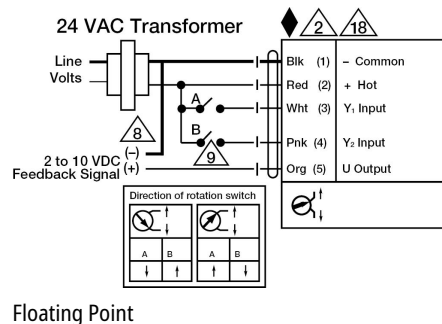 24 VAC Transformer
2 18
Line
Volts
Blk (1) – Common
Red (2) + Hot
A Wht (3) Y₁ Input
8
B Pnk (4) Y₂ Input
(–) 9
2 to 10 VDC
Feedback Signal (+) Org (5) U Output
Direction of rotation switch
A B A B
Floating Point